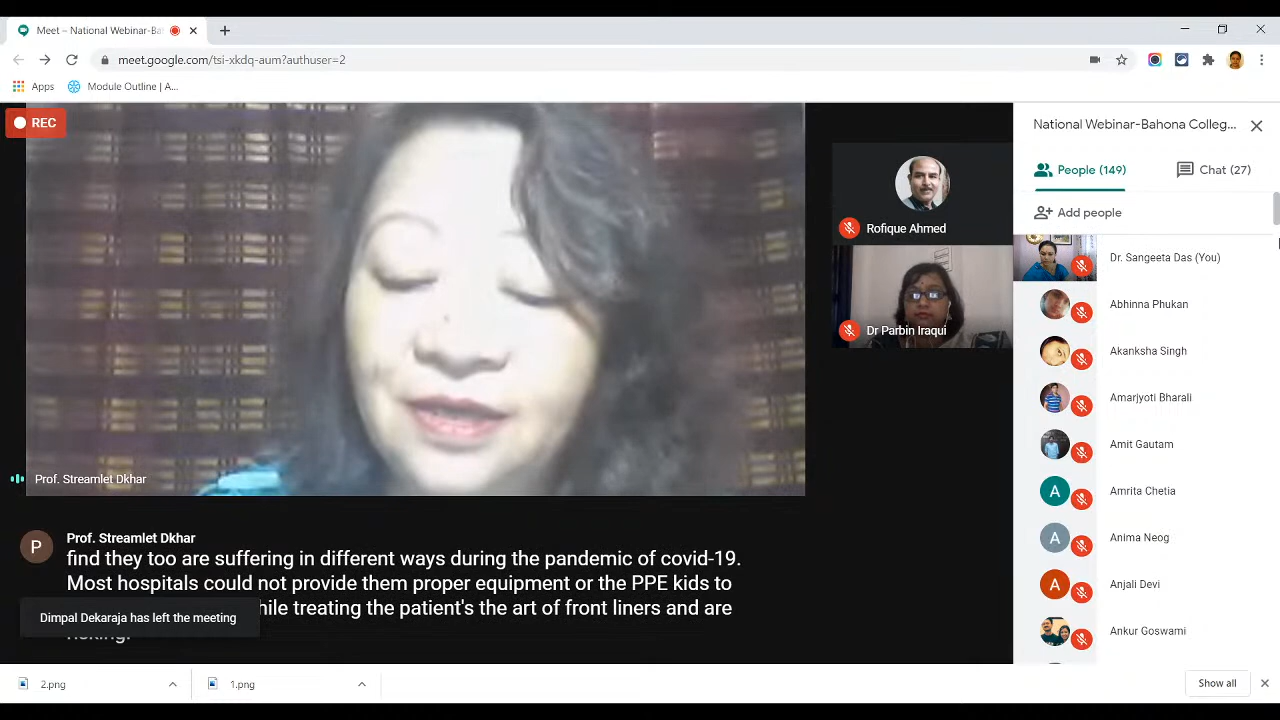 Meet – National Webinar-Ba
meet.google.com/tsi-xkdq-aum?authuser=2
Apps
Module Outline | A...
REC
National Webinar-Bahona Colleg...
People (149)
Chat (27)
Add people
Rofique Ahmed
Dr Parbin Iraqui
Prof. Streamlet Dkhar
Dr. Sangeeta Das (You)
Abhinna Phukan
Akanksha Singh
Amarjyoti Bharali
Amit Gautam
A
Amrita Chetia
A
Anima Neog
A
Anjali Devi
Ankur Goswami
P
Prof. Streamlet Dkhar
find they too are suffering in different ways during the pandemic of covid-19.
Most hospitals could not provide them proper equipment or the PPE kids to
hile treating the patient's the art of front liners and are
Dimpal Dekaraja has left the meeting
2.png
1.png
Show all